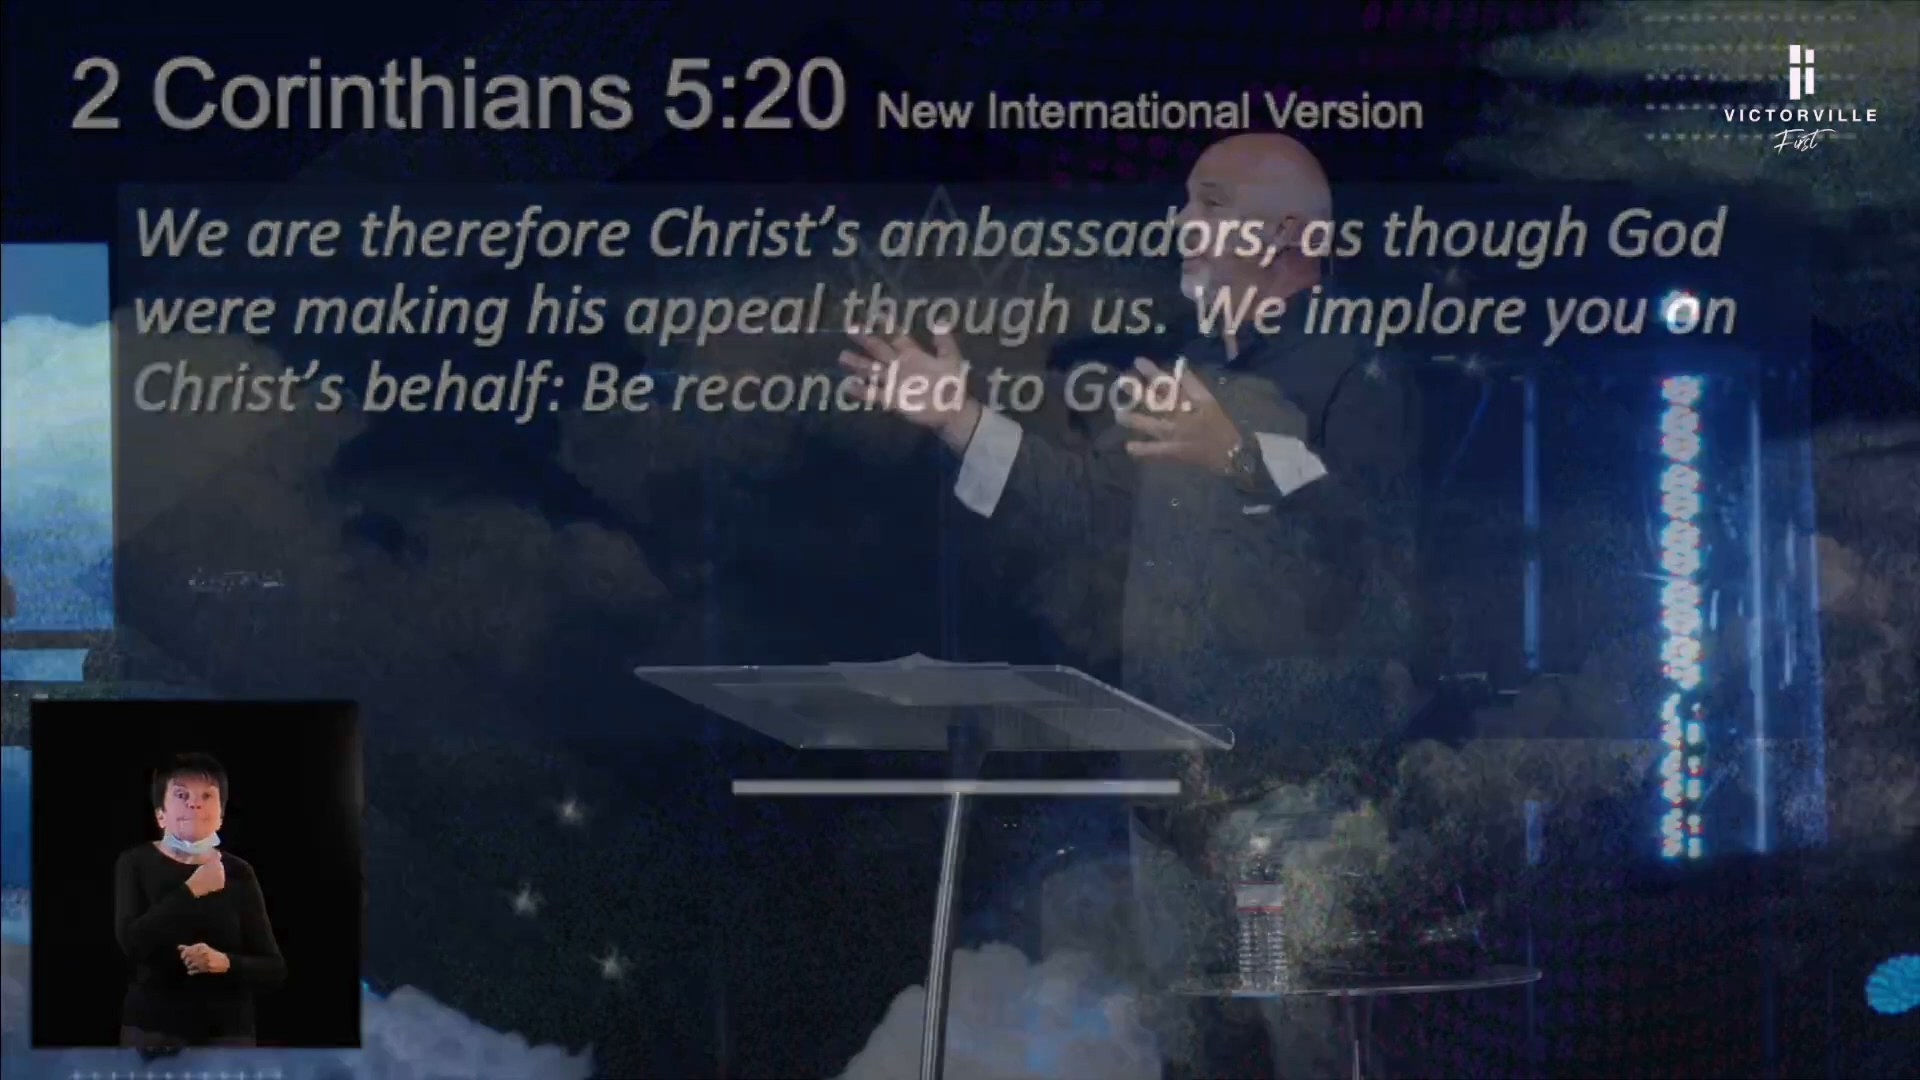 2 Corinthians 5:20 New International Version
VICTORVILLE
First
We are therefore Christ's ambassadors, as though God
were making his appeal through us. We implore you on
Christ's behalf: Be reconciled to God.